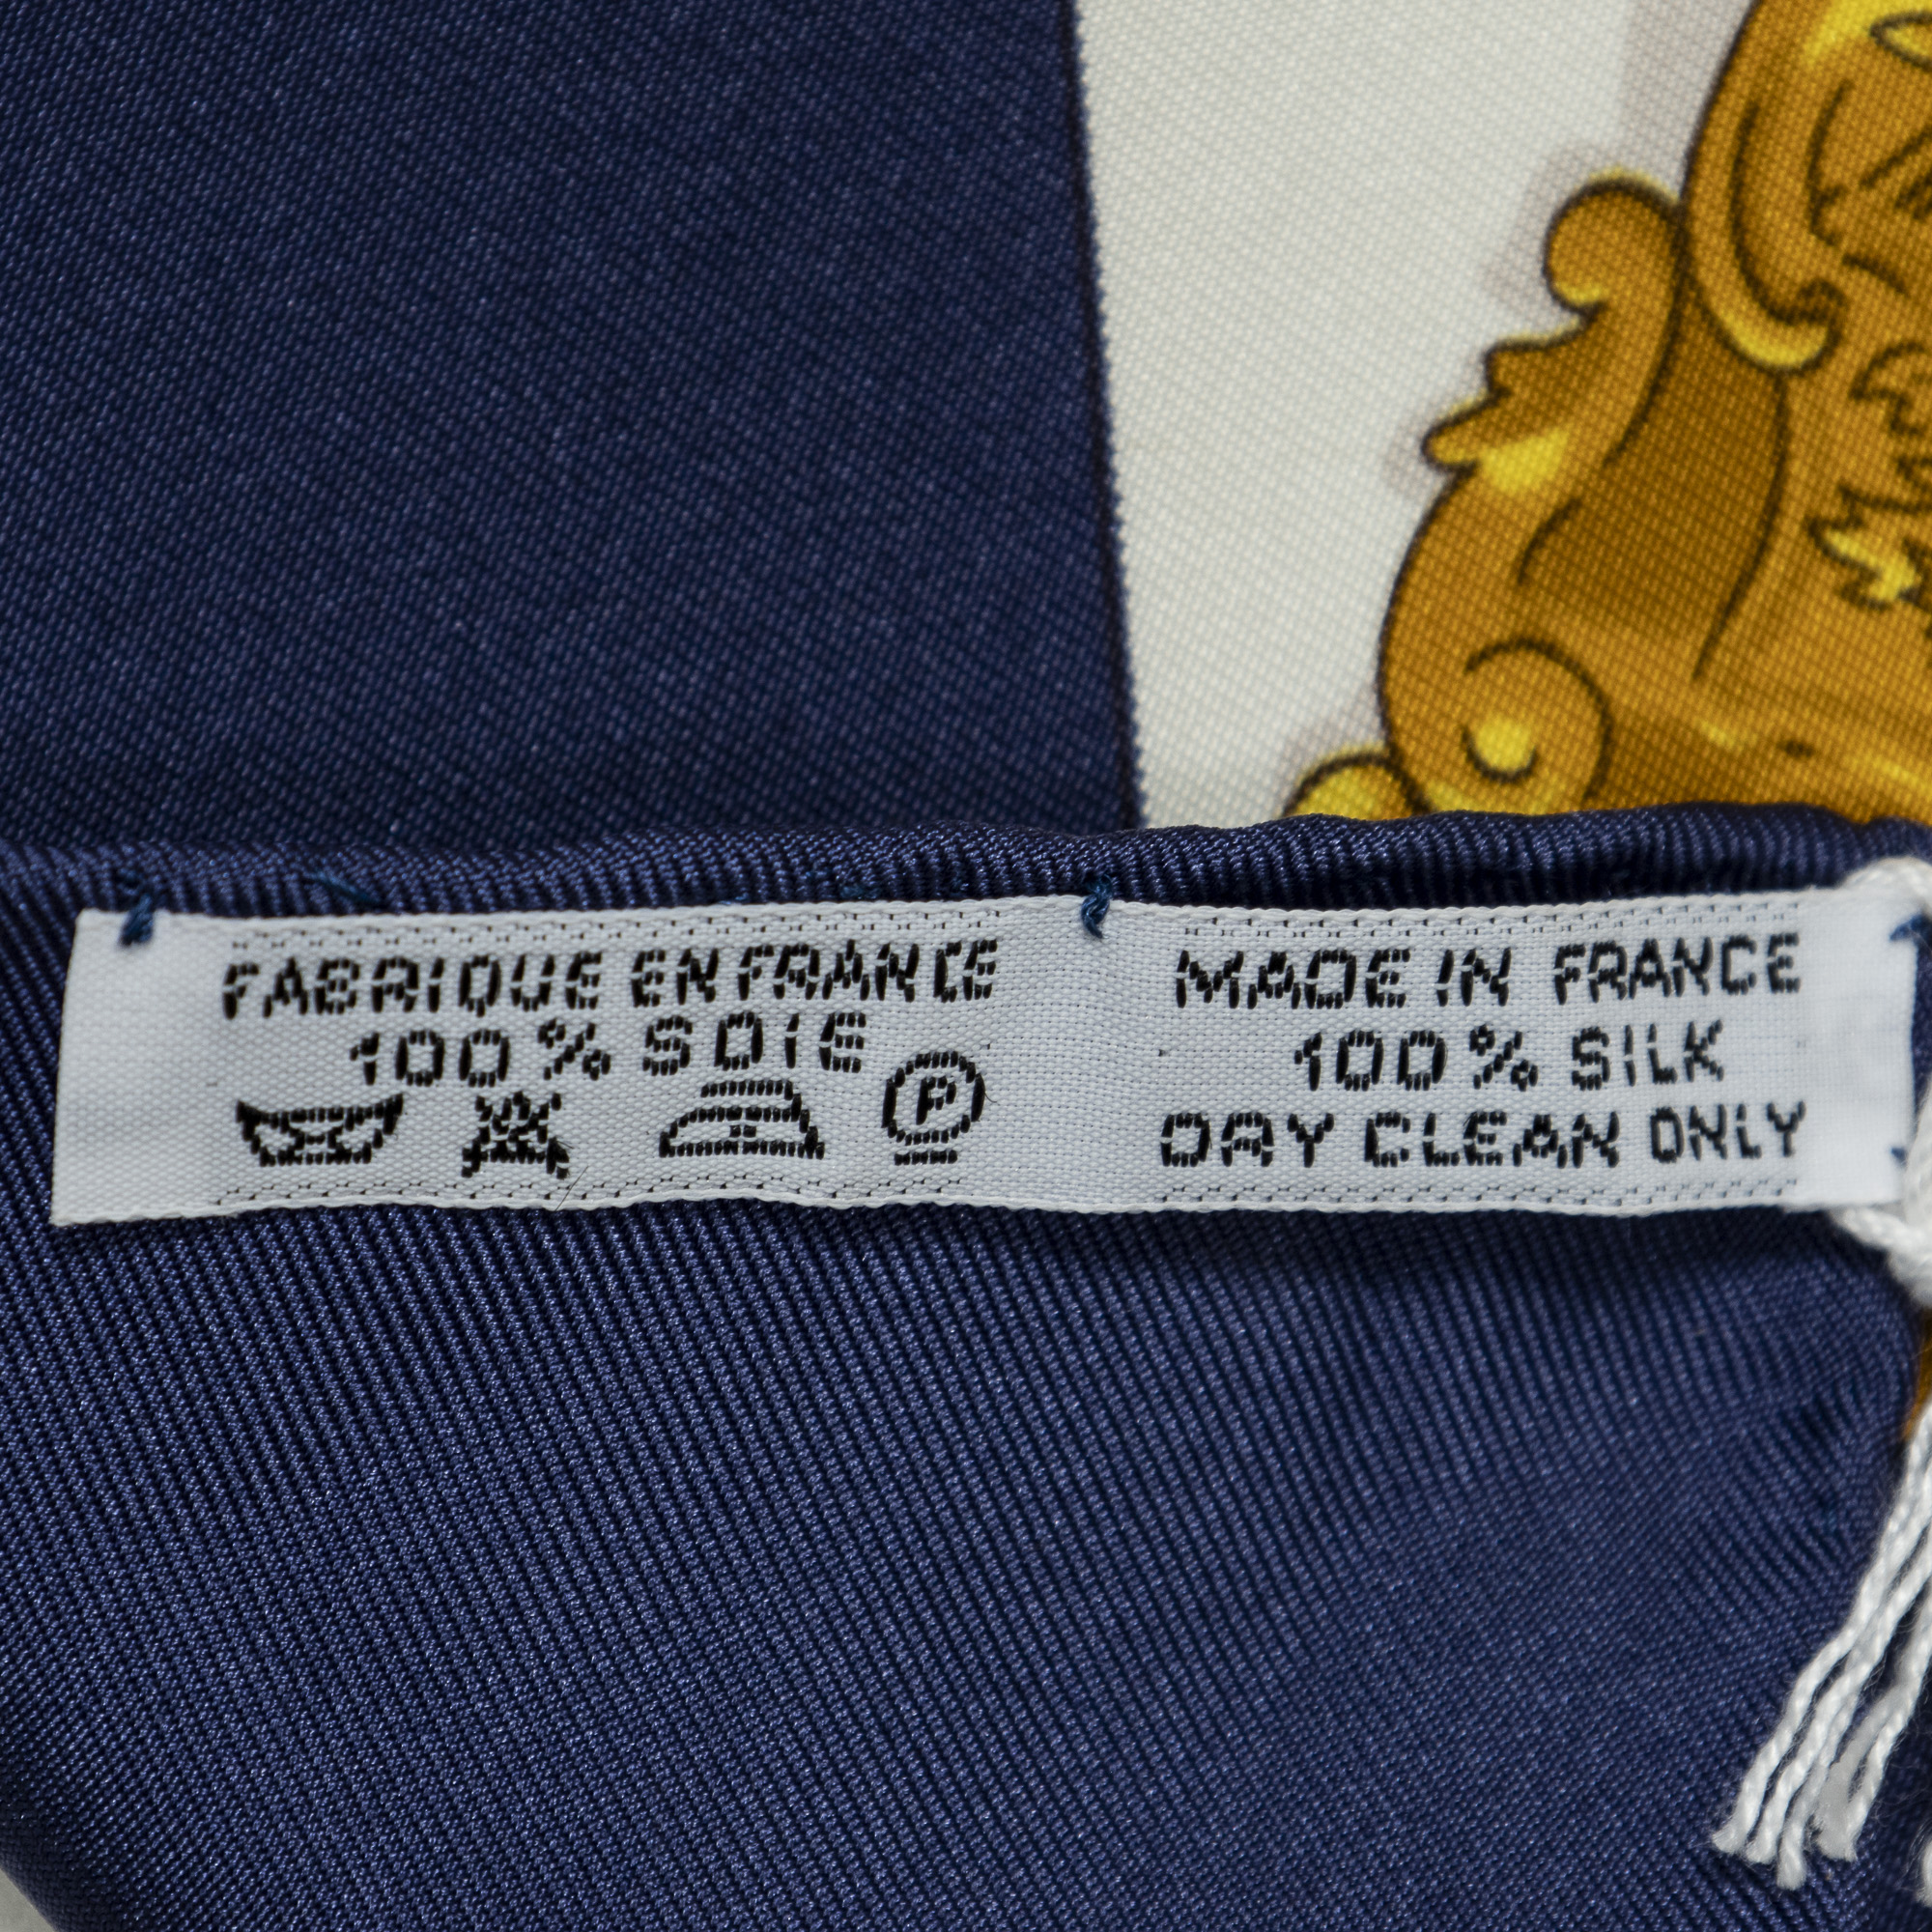 FABRIQUE EN FRANCE
100% SOIE
P
MADE IN FRANCE
100% SILK
DRY CLEAN ONLY